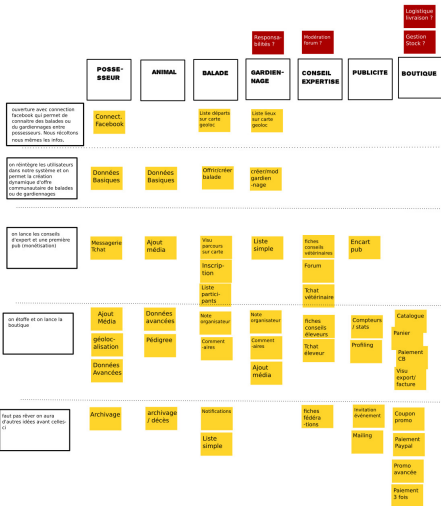 Logistique
livraison ?
Responsa-
bilités ?
Modération
forum ?
Gestion
Stock ?
POSSE-
SSEUR
ANIMAL
BALADE
GARDIEN-
NAGE
CONSEIL
EXPERTISE
PUBLICITE
BOUTIQUE
ouverture avec connection
facebook qui permet de
connaitre des balades ou
du gardiennages entre
possesseurs. Nous récoltons
nous mêmes les infos.
Connect.
Facebook
Liste départs
sur carte
geoloc
Liste lieux
sur carte
geoloc
on réintègre les utilisateurs
dans notre système et on
permet la création
dynamique d'offre
communautaire de balades
ou de gardiennages
Données
Basiques
Données
Basiques
Offrir/créer
balade
créer/mod
gardien
-nage
on lance les conseils
d'expert et une première
pub (monétisation)
Messagerie
Tchat
Ajout
média
Visu
parcours
sur carte
Liste
simple
fiches
conseils
vétérinaires
Encart
pub
Inscrip-
tion
Forum
Liste
partici-
pents
Tchat
vétérinaire
on étoffe et on lance la
boutique
Ajout
Média
Données
avancées
Note
organisateur
Note
organisateur
fiches
conseils
éleveurs
Compteurs
/ stats
Catalogue
géoloc-
alisation
Pédigree
Comment
-aires
Comment
-aires
Tchat
éleveur
Profiling
Panier
Données
Avancées
Ajout
média
Paiement
CB
Visu
export/
facture
faut pas rêver on aura
d'autres idées avant celles-
ci
Archivage
archivage
/ décès
Notifications
fiches
fédéra
-tions
Invitation
événement
Coupon
promo
Liste
simple
Mailing
Paiement
Paypal
Promo
avancée
Paiement
3 fois